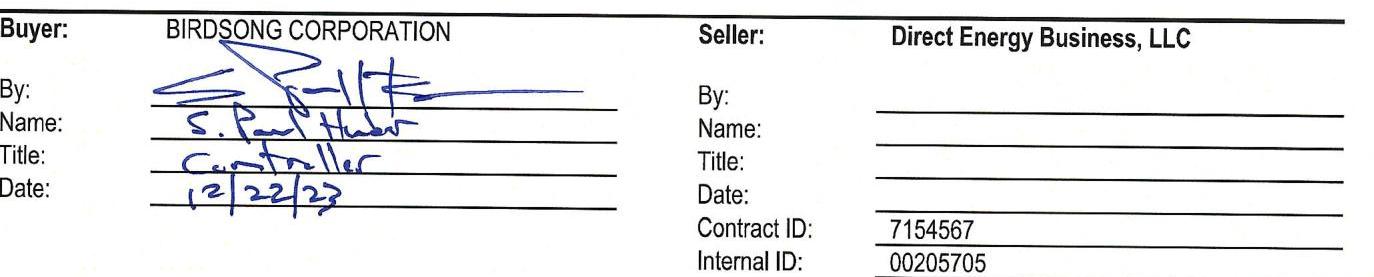 Buyer: BIRDSONG CORPORATION
By:
Name: S. Paul Huber
Title: Comtroller
Date: 12/22/23
Seller: Direct Energy Business, LLC
By:
Name:
Title:
Date:
Contract ID: 7154567
Internal ID: 00205705